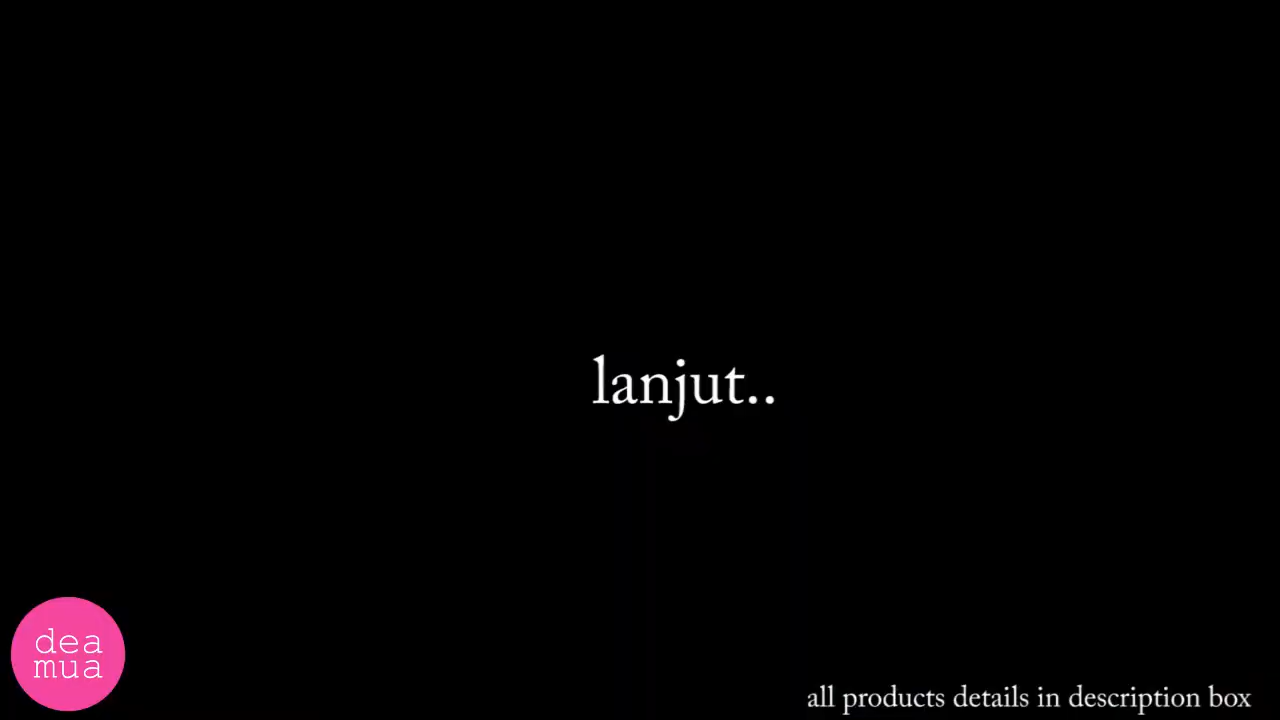 lanjut..
dea
mua
all products details in description box